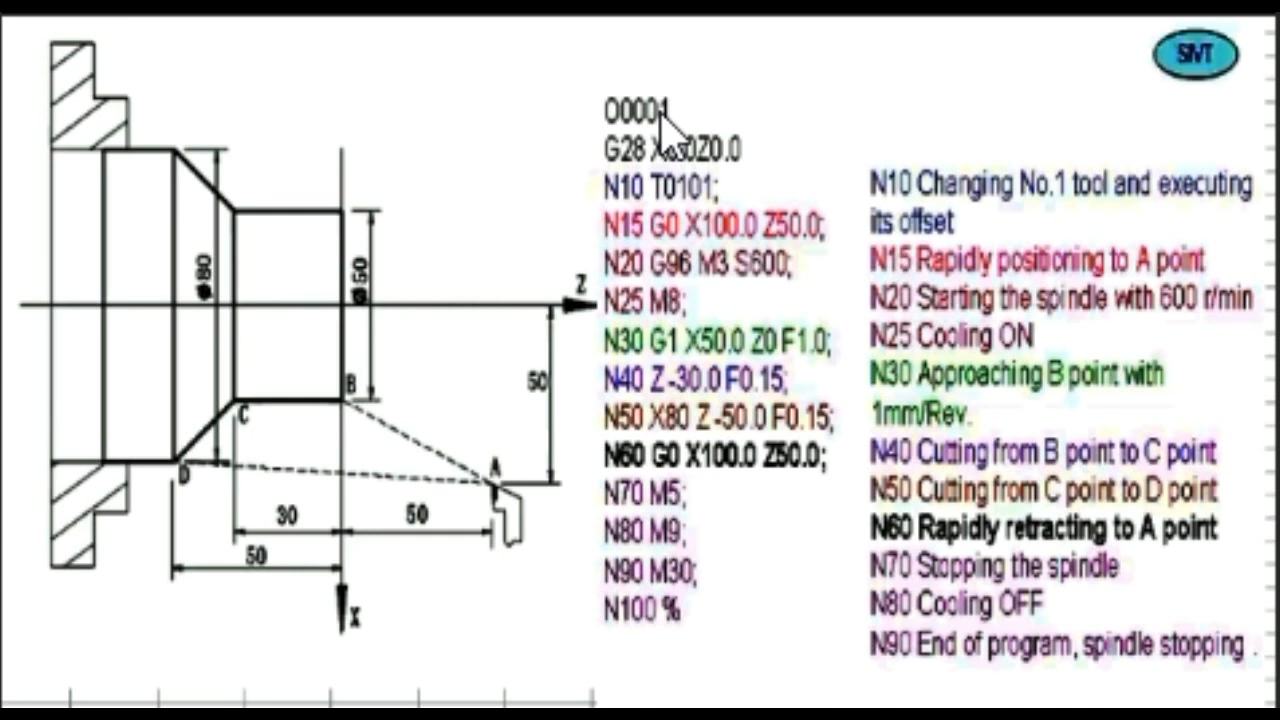 SMT
O0001
G28 Z0.0
N10 T0101;
N15 G0 X100.0 Z50.0;
N20 G96 M3 S600;
N25 M8;
N30 G1 X50.0 Z0 F1.0;
N40 Z -30.0 F0.15;
N50 X80 Z -50.0 F0.15;
N60 G0 X100.0 Z50.0;
N70 M5;
N80 M9;
N90 M30;
N100 %
N10 Changing No.1 tool and executing
its offset
N15 Rapidly positioning to A point
N20 Starting the spindle with 600 r/min
N25 Cooling ON
N30 Approaching B point with
1mm/Rev.
N40 Cutting from B point to C point
N50 Cutting from C point to D point
N60 Rapidly retracting to A point
N70 Stopping the spindle
N80 Cooling OFF
N90 End of program, spindle stopping .
Ø80
Ø50
Z
B
50
C
D
A
30
50
50
X